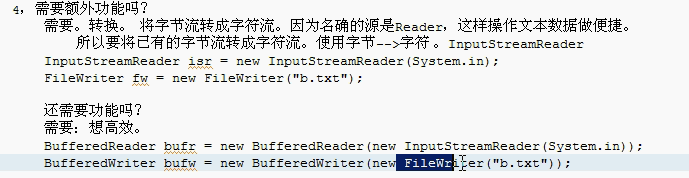 4，需要额外功能吗？
需要。转换。 将字节流转成字符流。因为名确的源是Reader，这样操作文本数据做便捷。
所以要将已有的字节流转成字符流。使用字节-->字符 。InputStreamReader
InputStreamReader isr = new InputStreamReader(System.in);
FileWriter fw = new FileWriter("b.txt");
还需要功能吗？
需要：想高效。
BufferedReader bufr = new BufferedReader(new InputStreamReader(System.in));
BufferedWriter bufw = new BufferedWriter(new FileWriter("b.txt"));